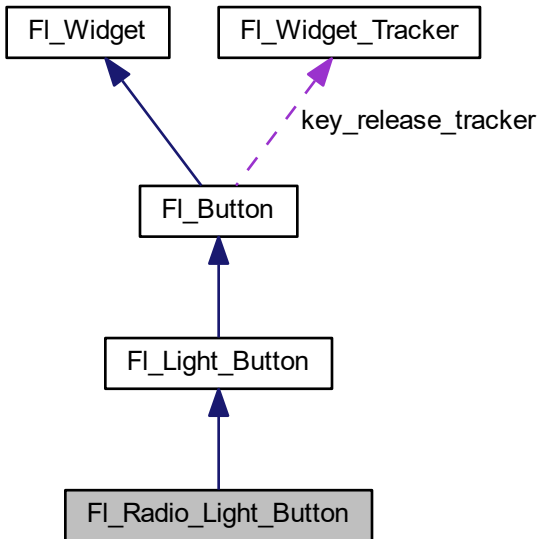 Fl_Widget
Fl_Widget_Tracker
key_release_tracker
Fl_Button
Fl_Light_Button
Fl_Radio_Light_Button